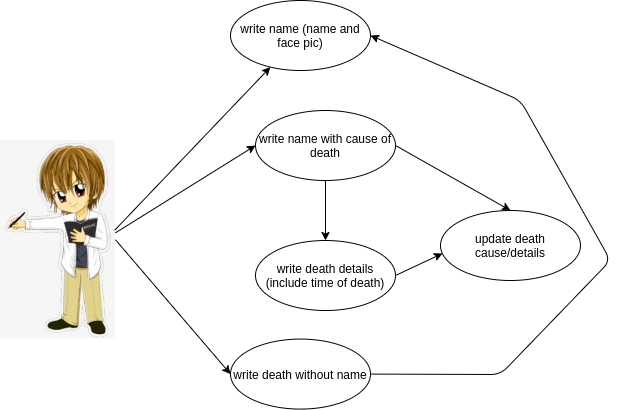 write name (name and
face pic)
write name with cause of
death
update death
cause/details
write death details
(include time of death)
write death without name